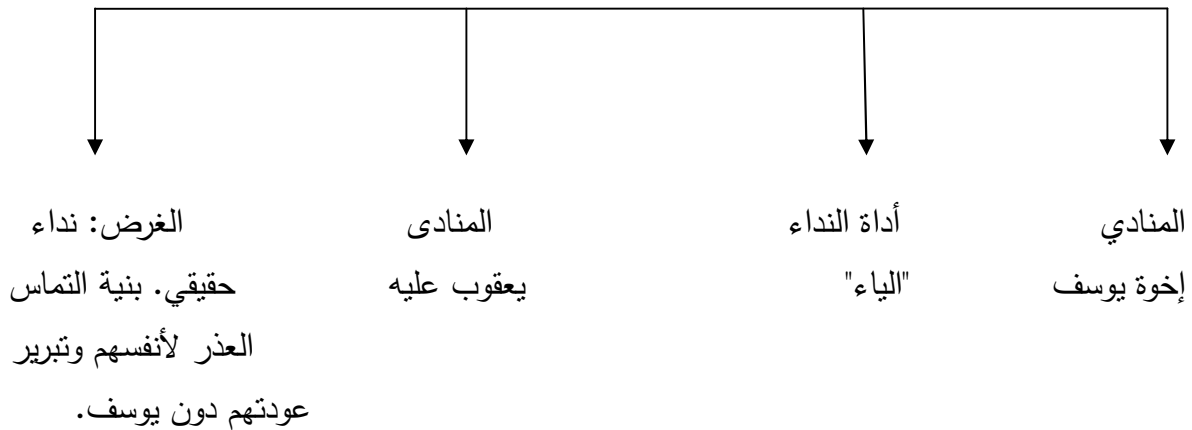 المنادي
إخوة يوسف
أداة النداء
"الياء"
المنادى
يعقوب عليه
الغرض: نداء
حقيقي. بنية التماس
العذر لأنفسهم وتبرير
عودتهم دون يوسف.